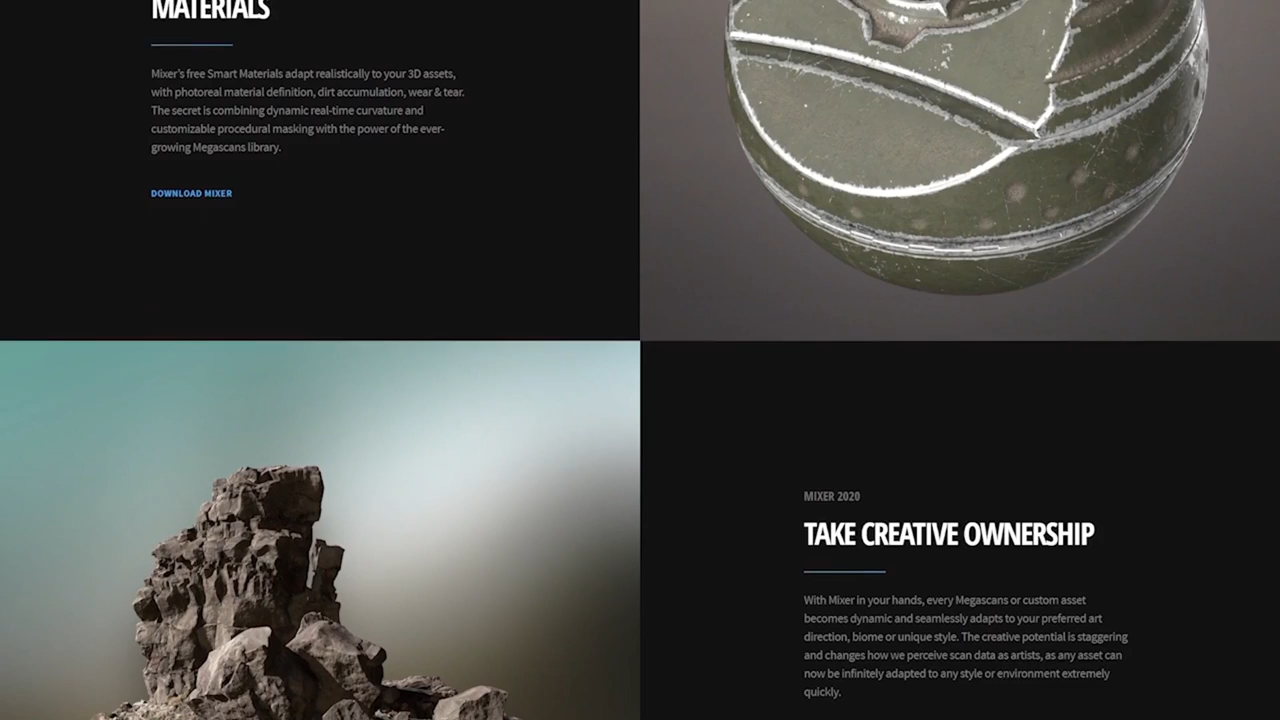 MATERIALS
Mixer's free Smart Materials adapt realistically to your 3D assets,
with photoreal material definition, dirt accumulation, wear & tear.
The secret is combining dynamic real-time curvature and
customizable procedural masking with the power of the ever-
growing Megascans library.
DOWNLOAD MIXER
MIXER 2020
TAKE CREATIVE OWNERSHIP
With Mixer in your hands, every Megascans or custom asset
becomes dynamic and seamlessly adapts to your preferred art
direction, biome or unique style. The creative potential is staggering
and changes how we perceive scan data as artists, as any asset can
now be infinitely adapted to any style or environment extremely
quickly.